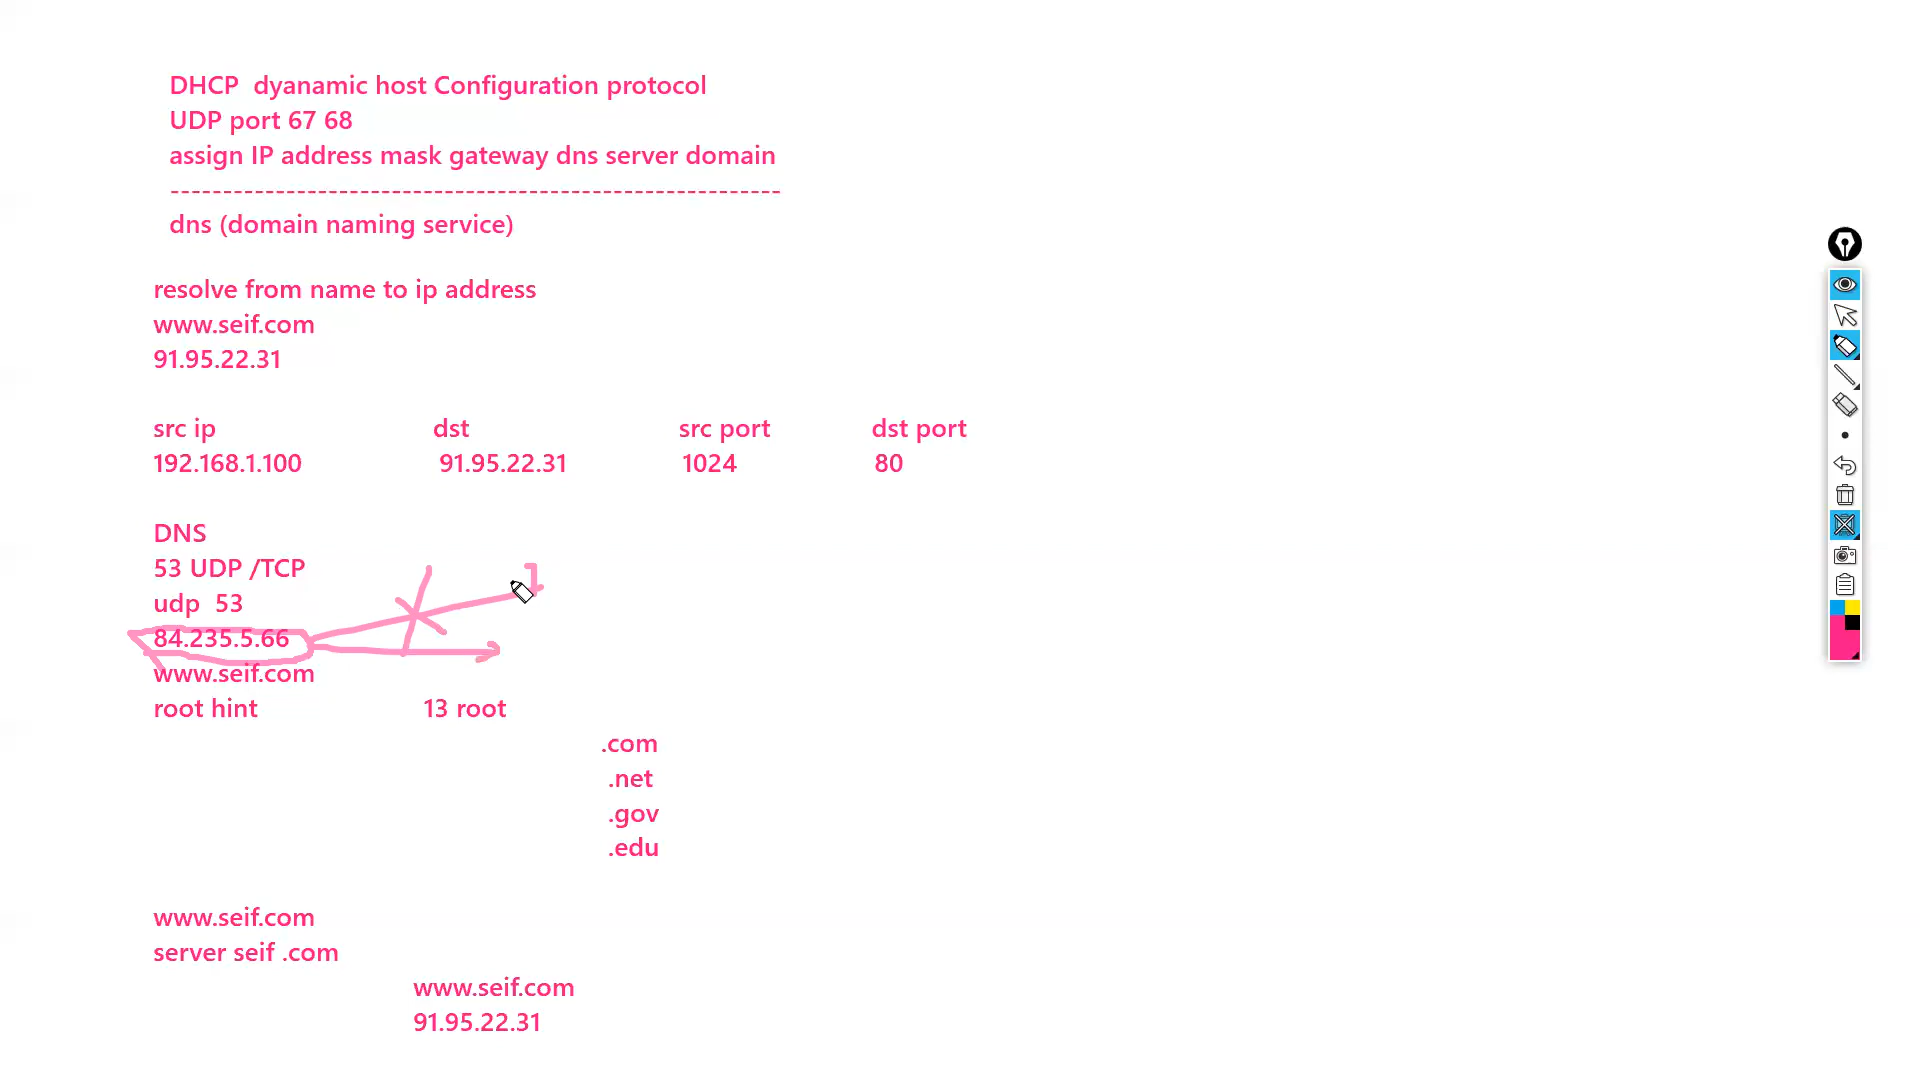 DHCP  dyanamic host Configuration protocol
UDP port 67 68
assign IP address mask gateway dns server domain
----------------------------------------------------------
dns (domain naming service)
resolve from name to ip address
www.seif.com
91.95.22.31
src ip dst src port dst port
192.168.1.100 91.95.22.31 1024 80
DNS
53 UDP /TCP
udp  53
84.235.5.66
www.seif.com
root hint 13 root
.com
.net
.gov
.edu
www.seif.com
server seif .com
www.seif.com
91.95.22.31